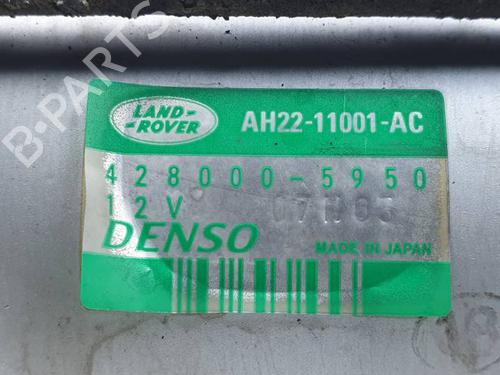 B-PARTS
LAND-
-ROVER
AH22-11001-AC
428000-5950
12V
DENSO
MADE IN JAPAN